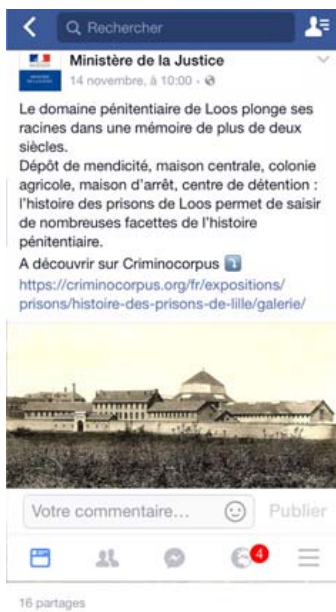 Rechercher
Ministère de la Justice
14 novembre, à 10:00 ·
Le domaine pénitentiaire de Loos plonge ses
racines dans une mémoire de plus de deux
siècles.
Dépôt de mendicité, maison centrale, colonie
agricole, maison d'arrêt, centre de détention :
l'histoire des prisons de Loos permet de saisir
de nombreuses facettes de l'histoire
pénitentiaire.
A découvrir sur Criminocorpus
https://criminocorpus.org/fr/expositions/
prisons/histoire-des-prisons-de-lille/galerie/
Votre commentaire... Publier
4
16 partages